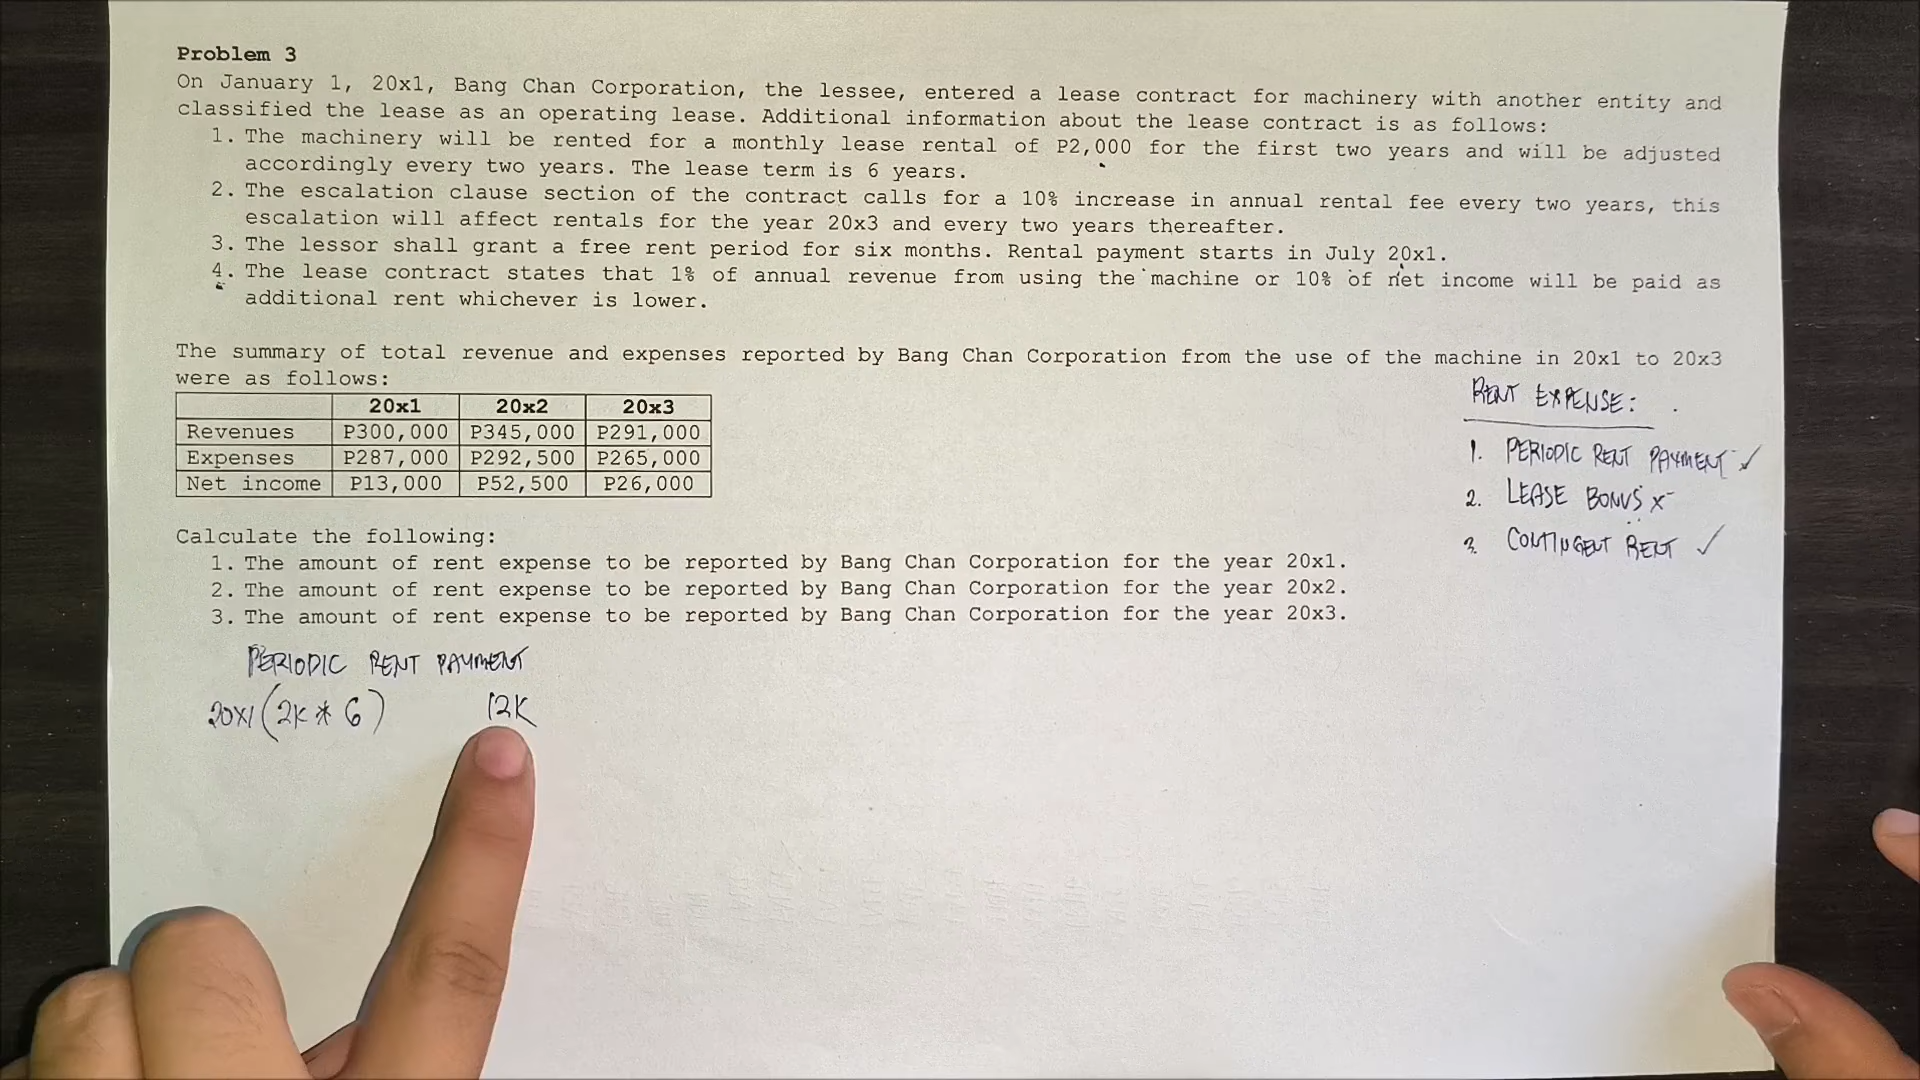 Problem 3
On January 1, 20x1, Bang Chan Corporation, the lessee, entered a lease contract for machinery with another entity and
classified the lease as an operating lease. Additional information about the lease contract is as follows:
1. The machinery will be rented for a monthly lease rental of P2,000 for the first two years and will be adjusted
accordingly every two years. The lease term is 6 years.
2. The escalation clause section of the contract calls for a 10% increase in annual rental fee every two years, this
escalation will affect rentals for the year 20x3 and every two years thereafter.
3. The lessor shall grant a free rent period for six months. Rental payment starts in July 20x1.
4. The lease contract states that 1% of annual revenue from using the machine or 10% of net income will be paid as
additional rent whichever is lower.
The summary of total revenue and expenses reported by Bang Chan Corporation from the use of the machine in 20x1 to 20x3
were as follows:
20x1 20x2 20x3
Revenues P300,000 P345,000 P291,000
Expenses P287,000 P292,500 P265,000
Net income P13,000 P52,500 P26,000
RENT EXPENSE:
1. PERIODIC RENT PAYMENT ✓
2. LEASE BONUS x
3. CONTINGENT RENT ✓
Calculate the following:
1. The amount of rent expense to be reported by Bang Chan Corporation for the year 20x1.
2. The amount of rent expense to be reported by Bang Chan Corporation for the year 20x2.
3. The amount of rent expense to be reported by Bang Chan Corporation for the year 20x3.
PERIODIC RENT PAYMENT
20X1 (2K * 6) 12K